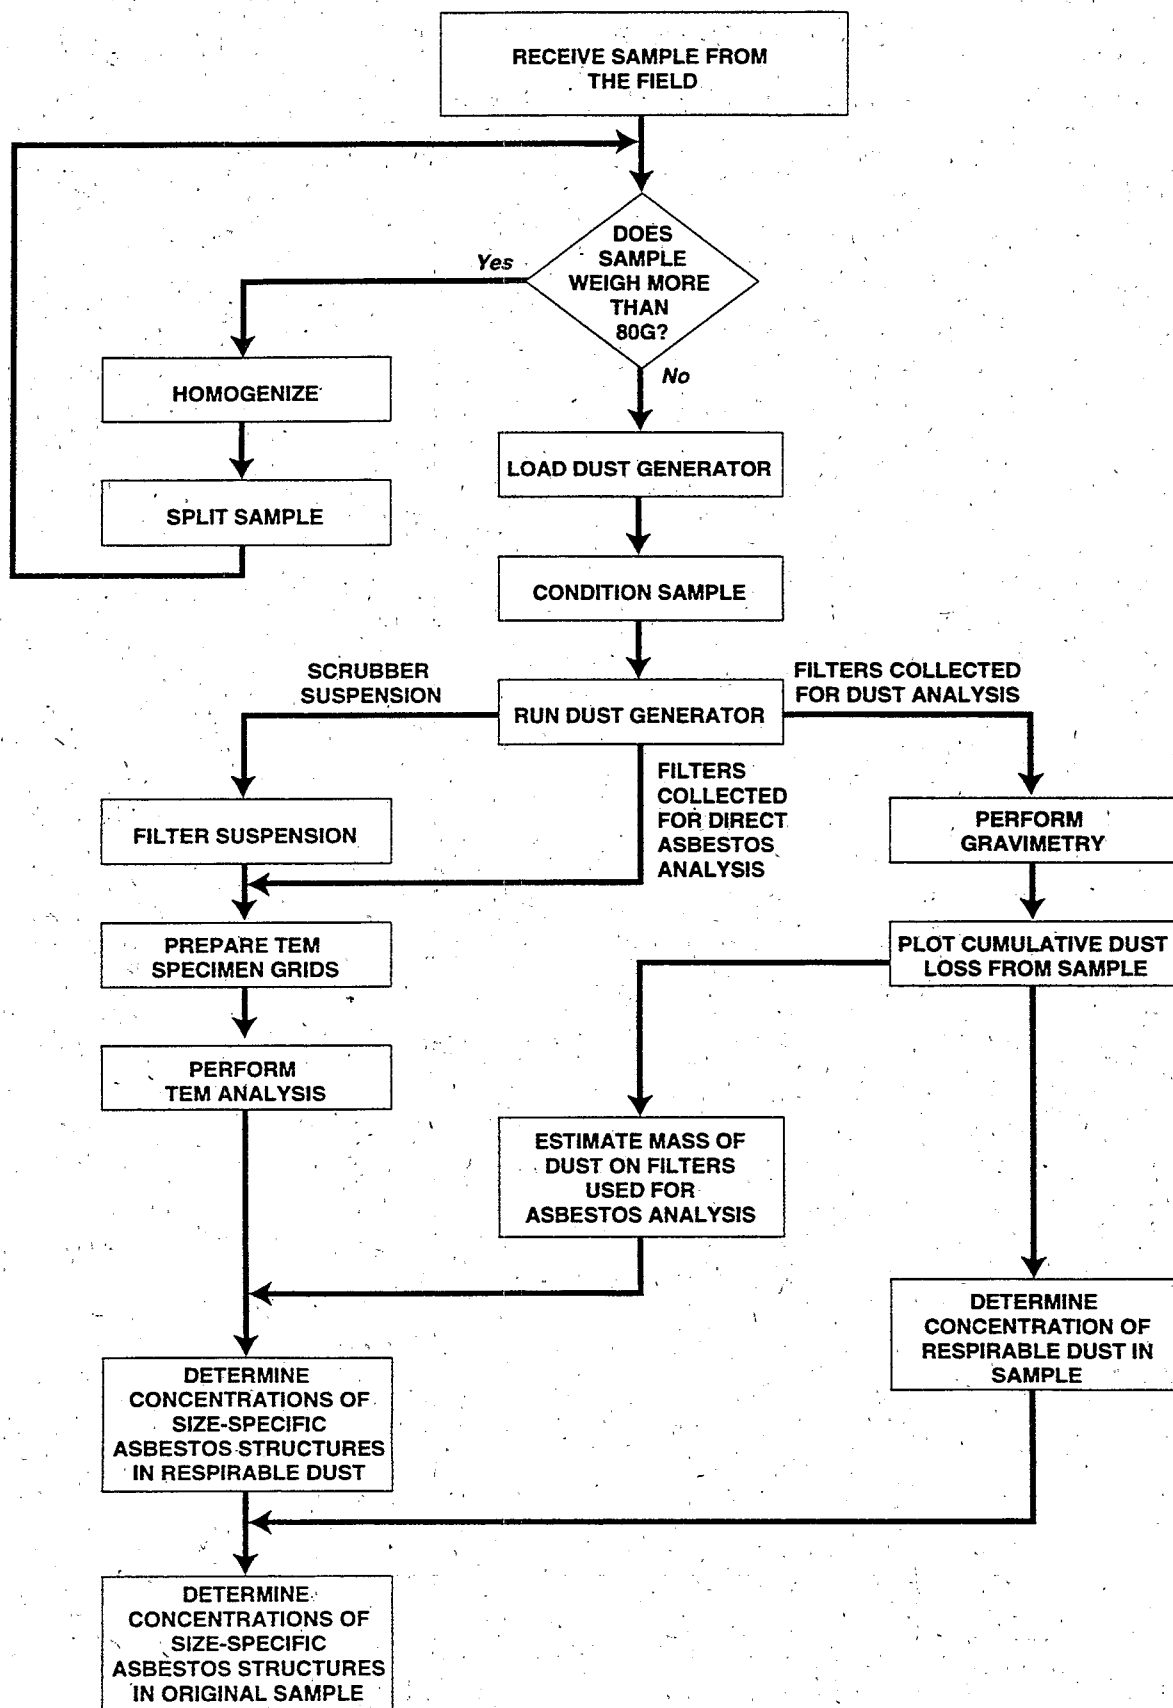 RECEIVE SAMPLE FROM
THE FIELD
DOES
SAMPLE
WEIGH MORE
THAN
80G?
Yes
No
HOMOGENIZE
SPLIT SAMPLE
LOAD DUST GENERATOR
CONDITION SAMPLE
RUN DUST GENERATOR
SCRUBBER
SUSPENSION
FILTERS COLLECTED
FOR DUST ANALYSIS
FILTERS
COLLECTED
FOR DIRECT
ASBESTOS
ANALYSIS
FILTER SUSPENSION
PERFORM
GRAVIMETRY
PREPARE TEM
SPECIMEN GRIDS
PLOT CUMULATIVE DUST
LOSS FROM SAMPLE
PERFORM
TEM ANALYSIS
ESTIMATE MASS OF
DUST ON FILTERS
USED FOR
ASBESTOS ANALYSIS
DETERMINE
CONCENTRATION OF
RESPIRABLE DUST IN
SAMPLE
DETERMINE
CONCENTRATIONS OF
SIZE-SPECIFIC
ASBESTOS STRUCTURES
IN RESPIRABLE DUST
DETERMINE
CONCENTRATIONS OF
SIZE-SPECIFIC
ASBESTOS STRUCTURES
IN ORIGINAL SAMPLE